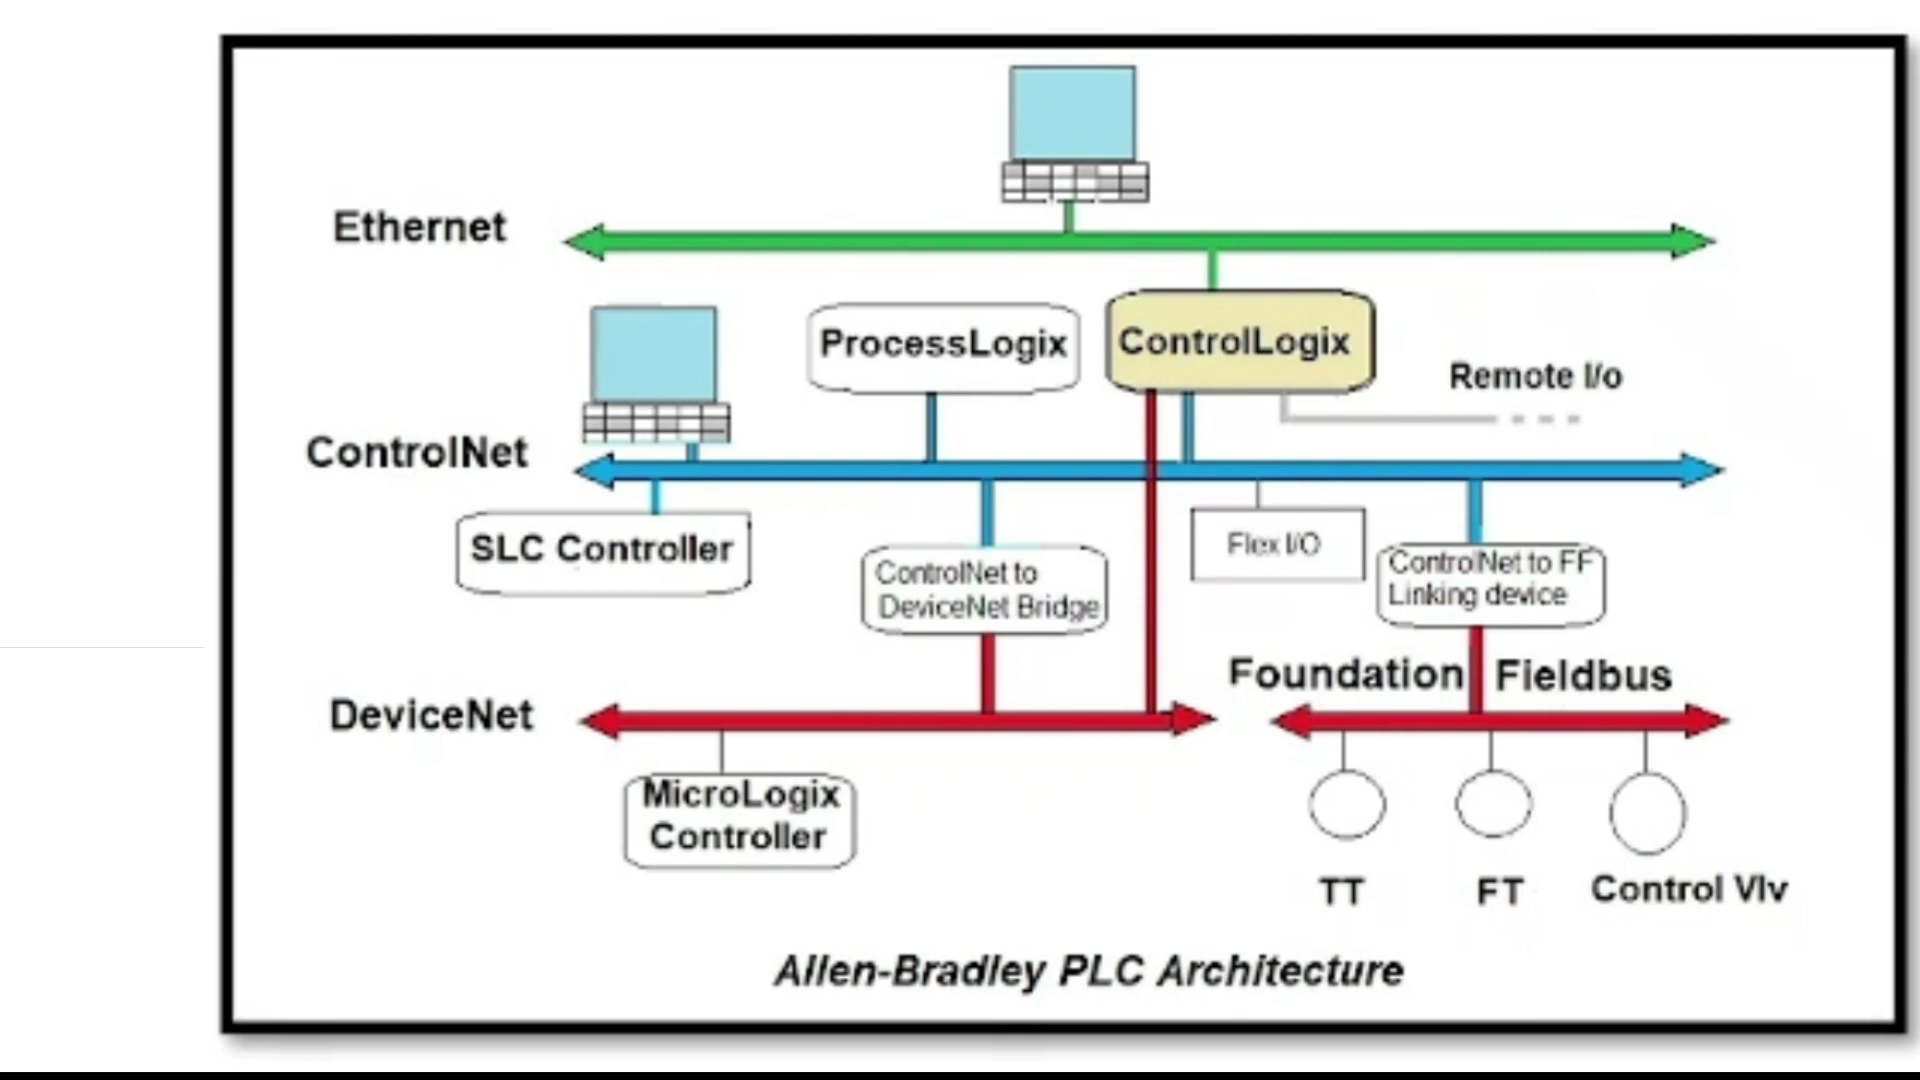 Ethernet
ProcessLogix
ControlLogix
Remote I/o
ControlNet
SLC Controller
ControlNet to
DeviceNet Bridge
Flex I/O
ControlNet to FF
Linking device
Foundation Fieldbus
DeviceNet
MicroLogix
Controller
TT
FT
Control Vlv
Allen-Bradley PLC Architecture